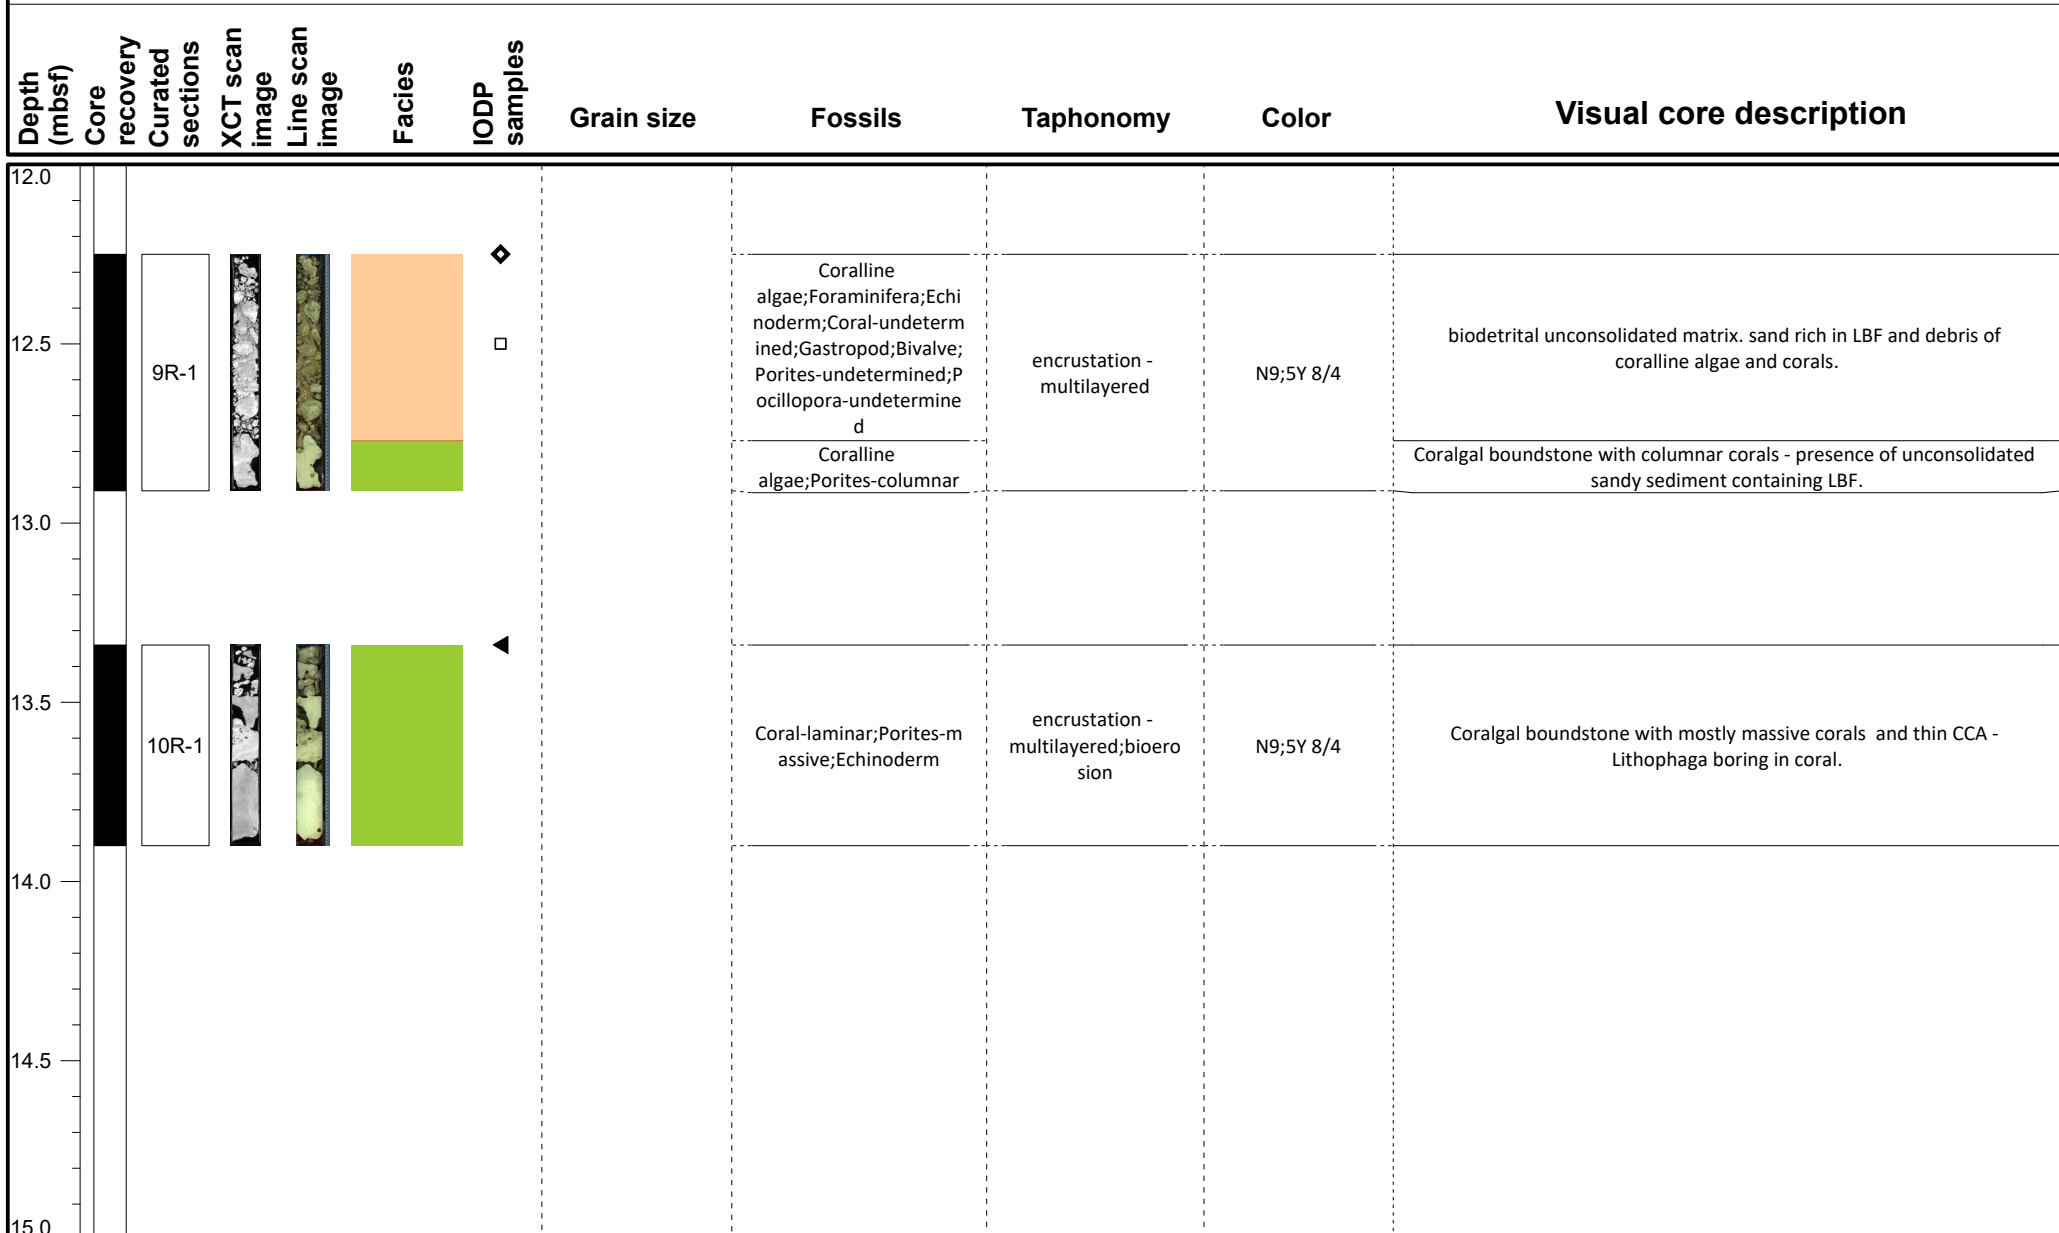 Depth
(mbsf)
Core
recovery
Curated
sections
XCT scan
image
Line scan
image
Facies
IODP
samples
Grain size
Fossils
Taphonomy
Color
Visual core description
12.0
12.5
13.0
13.5
14.0
14.5
15.0
9R-1
Coralline
algae;Foraminifera;Echi
noderm;Coral-undeterm
ined;Gastropod;Bivalve;
Porites-undetermined;P
ocillopora-undetermine
d
encrustation -
multilayered
N9;5Y 8/4
biodetrital unconsolidated matrix. sand rich in LBF and debris of
coralline algae and corals.
Coralline
algae;Porites-columnar
Coralgal boundstone with columnar corals - presence of unconsolidated
sandy sediment containing LBF.
10R-1
Coral-laminar;Porites-m
assive;Echinoderm
encrustation -
multilayered;bioero
sion
N9;5Y 8/4
Coralgal boundstone with mostly massive corals  and thin CCA -
Lithophaga boring in coral.